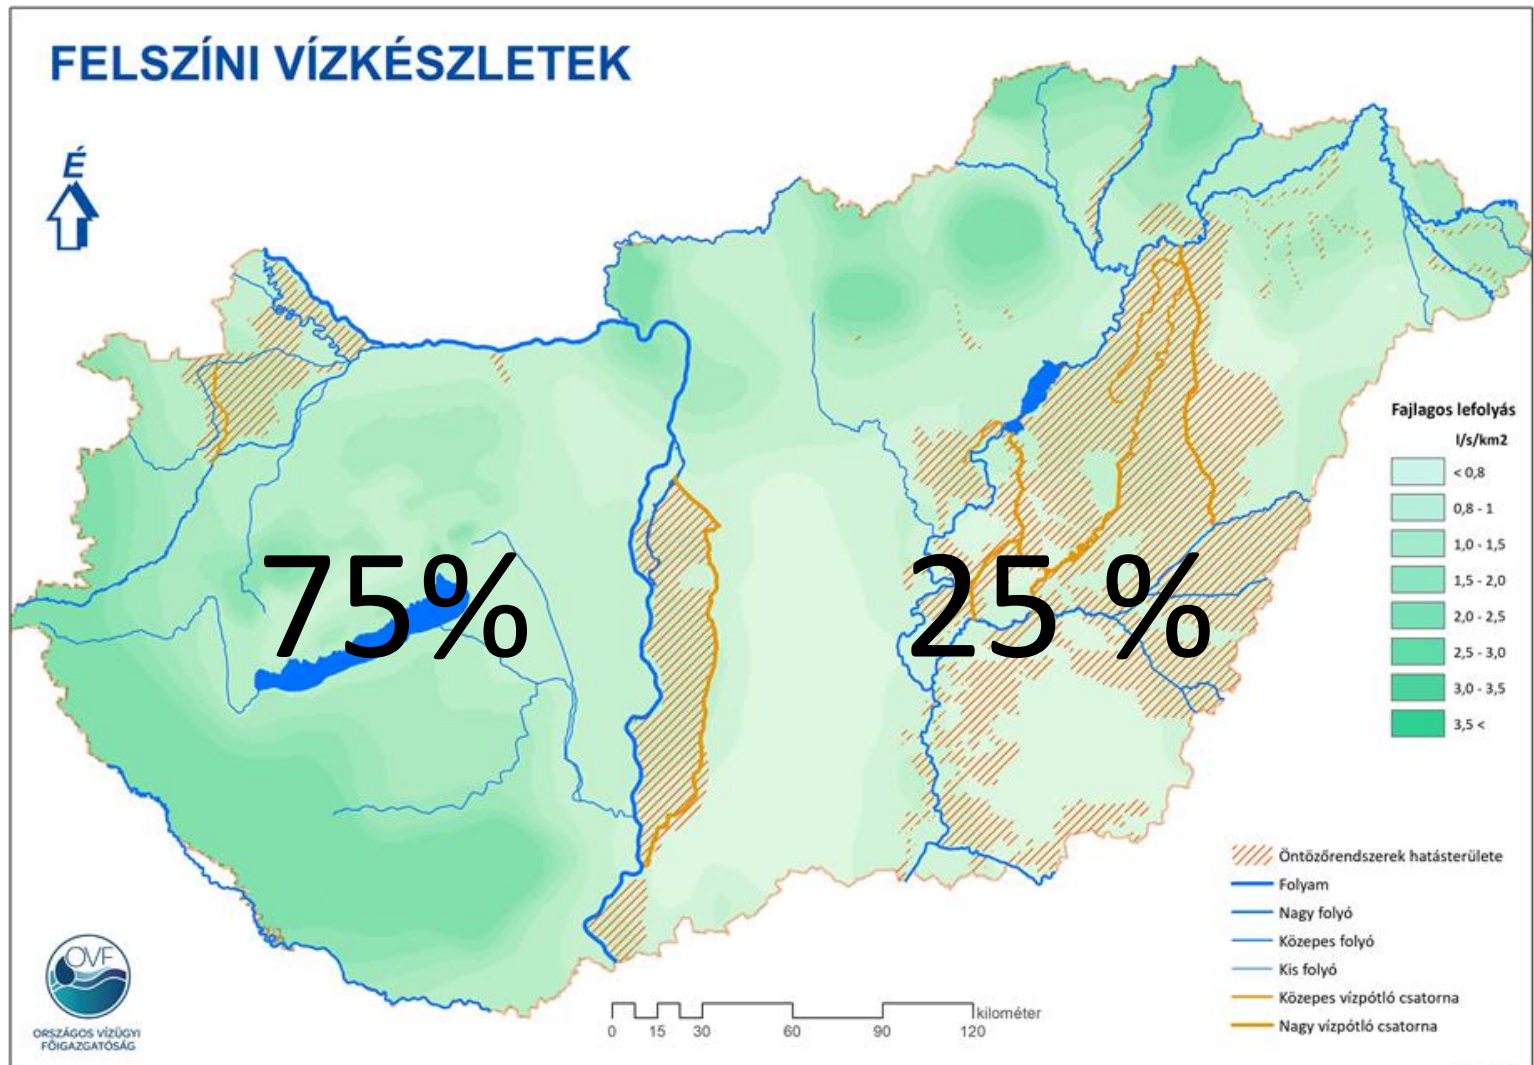 FELSZÍNI VÍZKÉSZLETEK
É
75%
25 %
Fajlagos lefolyás
l/s/km2
< 0,8
0,8 - 1
1,0 - 1,5
1,5 - 2,0
2,0 - 2,5
2,5 - 3,0
3,0 - 3,5
3,5 <
Öntözőrendszerek hatásterülete
Folyam
Nagy folyó
Közepes folyó
Kis folyó
Közepes vízpótló csatorna
Nagy vízpótló csatorna
OVF
ORSZÁGOS VÍZÜGYI
FŐIGAZGATÓSÁG
kilométer
0 15 30 60 90 120